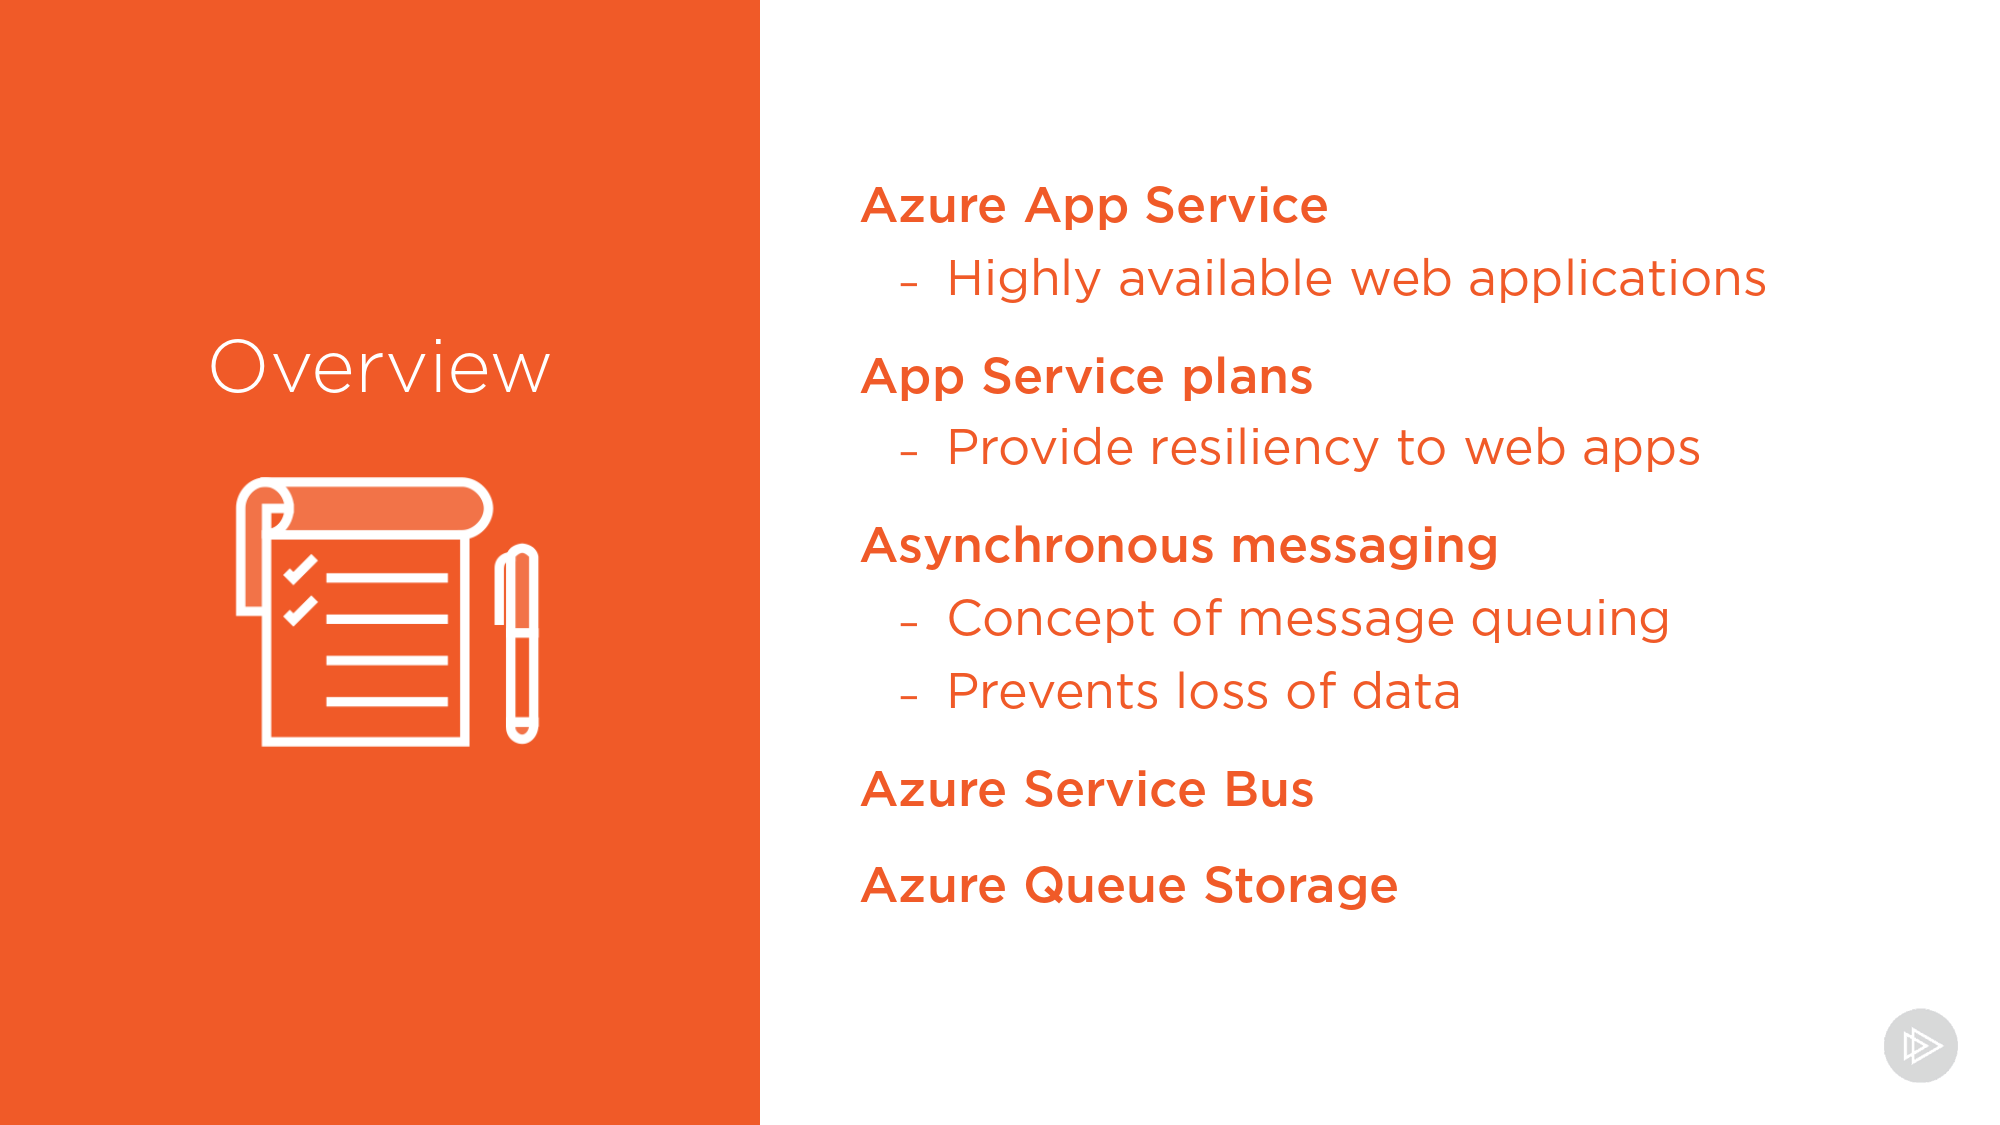 Overview
Azure App Service
– Highly available web applications
App Service plans
– Provide resiliency to web apps
Asynchronous messaging
– Concept of message queuing
– Prevents loss of data
Azure Service Bus
Azure Queue Storage